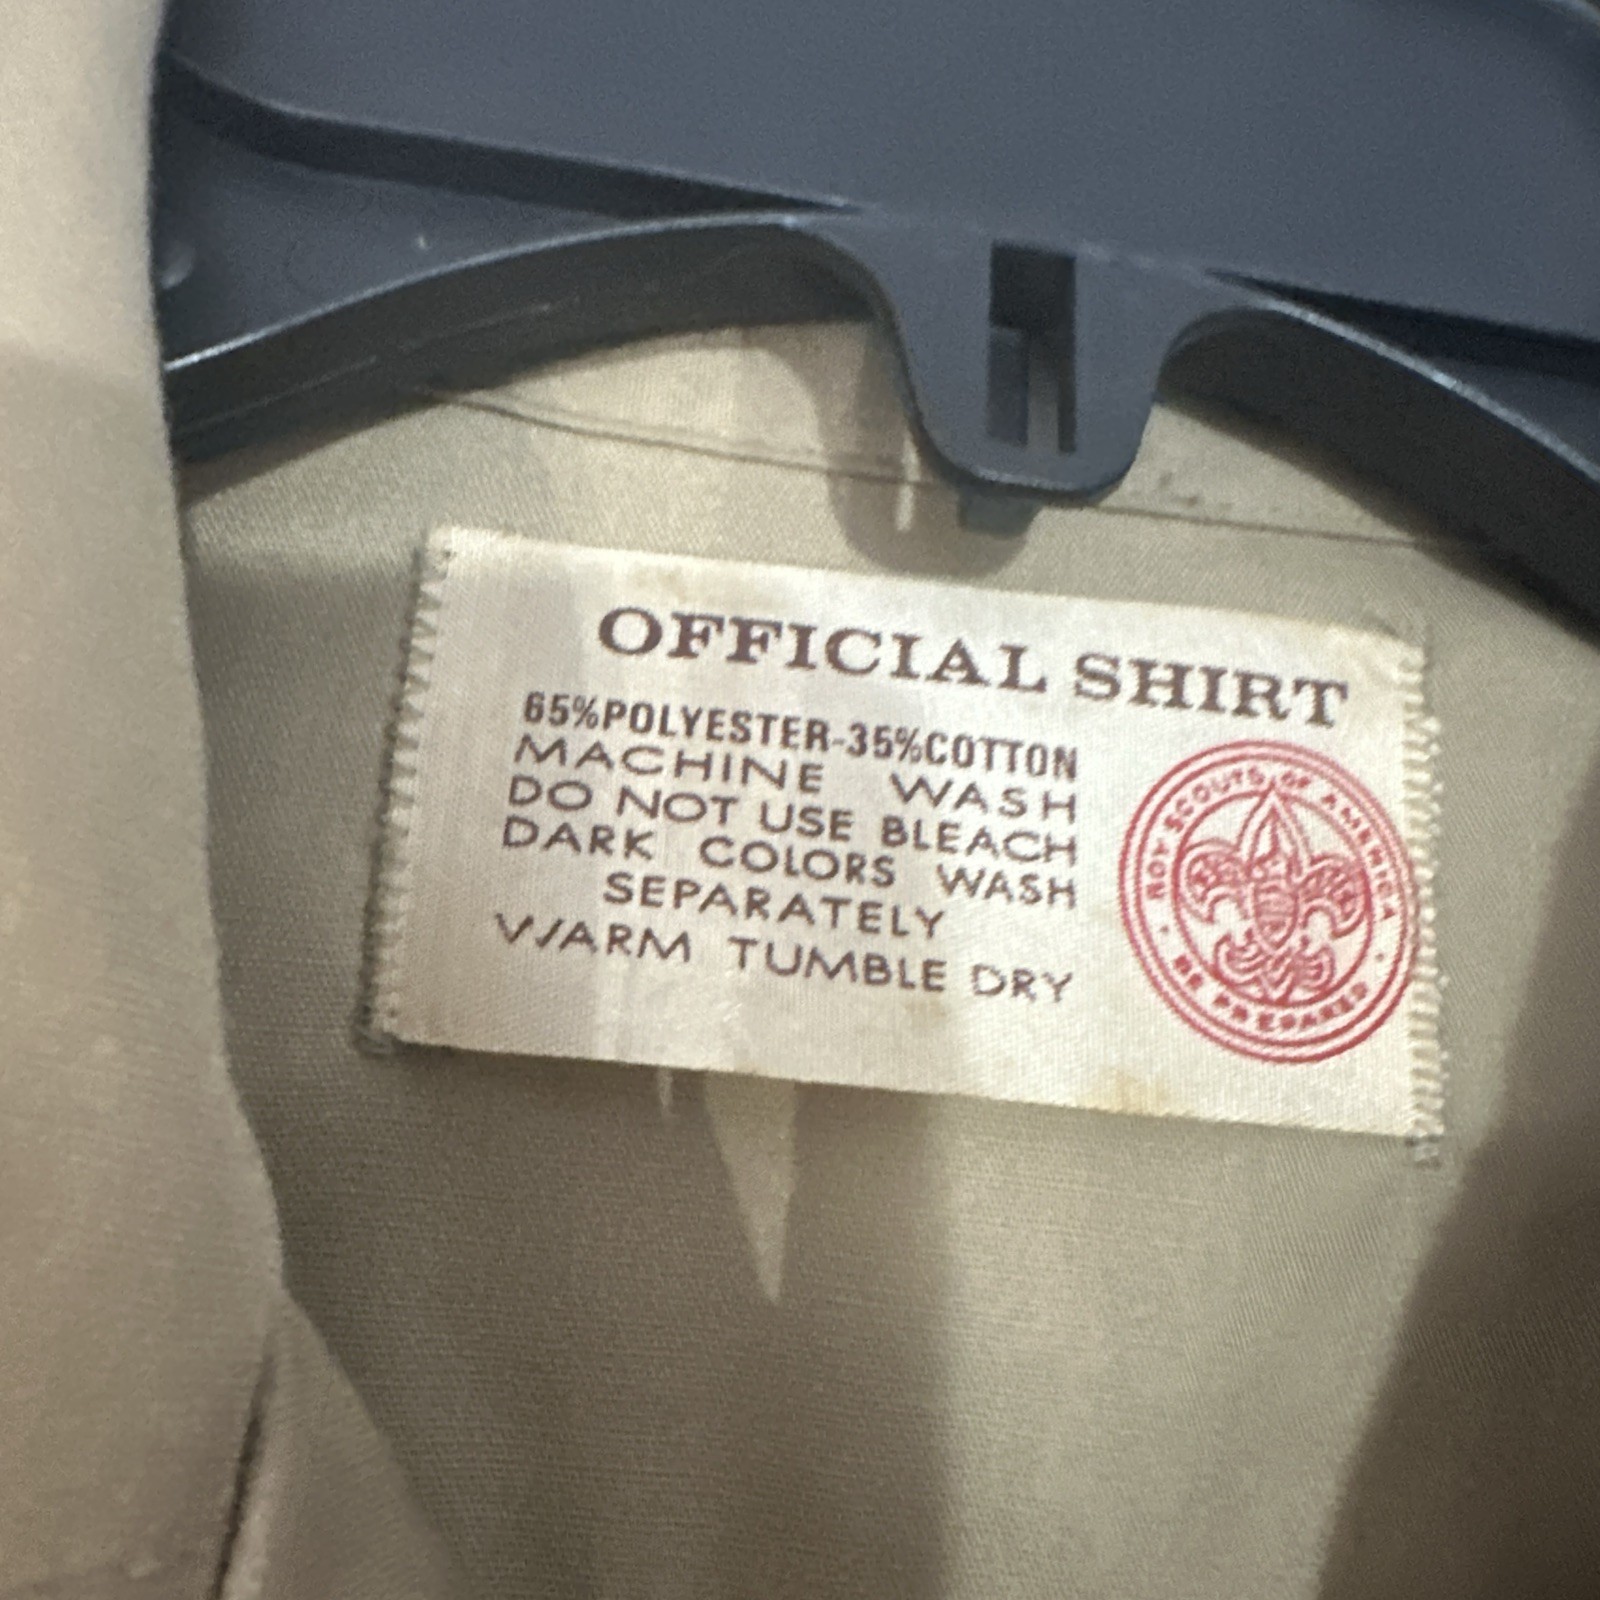 OFFICIAL SHIRT
65%POLYESTER-35%COTTON
MACHINE WASH
DO NOT USE BLEACH
DARK COLORS WASH
SEPARATELY
WARM TUMBLE DRY
BOY SCOUTS OF AMERICA
BE PREPARED